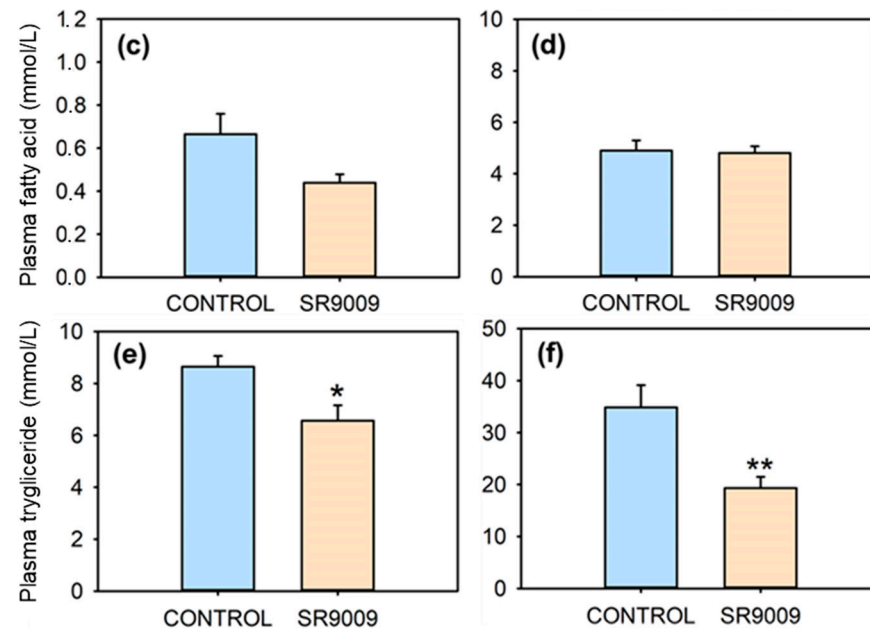 Plasma fatty acid (mmol/L)
1.2
1.0
0.8
0.6
0.4
0.2
0.0
(c)
CONTROL SR9009
10
8
6
4
2
0
(d)
CONTROL SR9009
Plasma trygliceride (mmol/L)
10
8
6
4
2
0
(e)
*
CONTROL SR9009
50
40
30
20
10
0
(f)
**
CONTROL SR9009